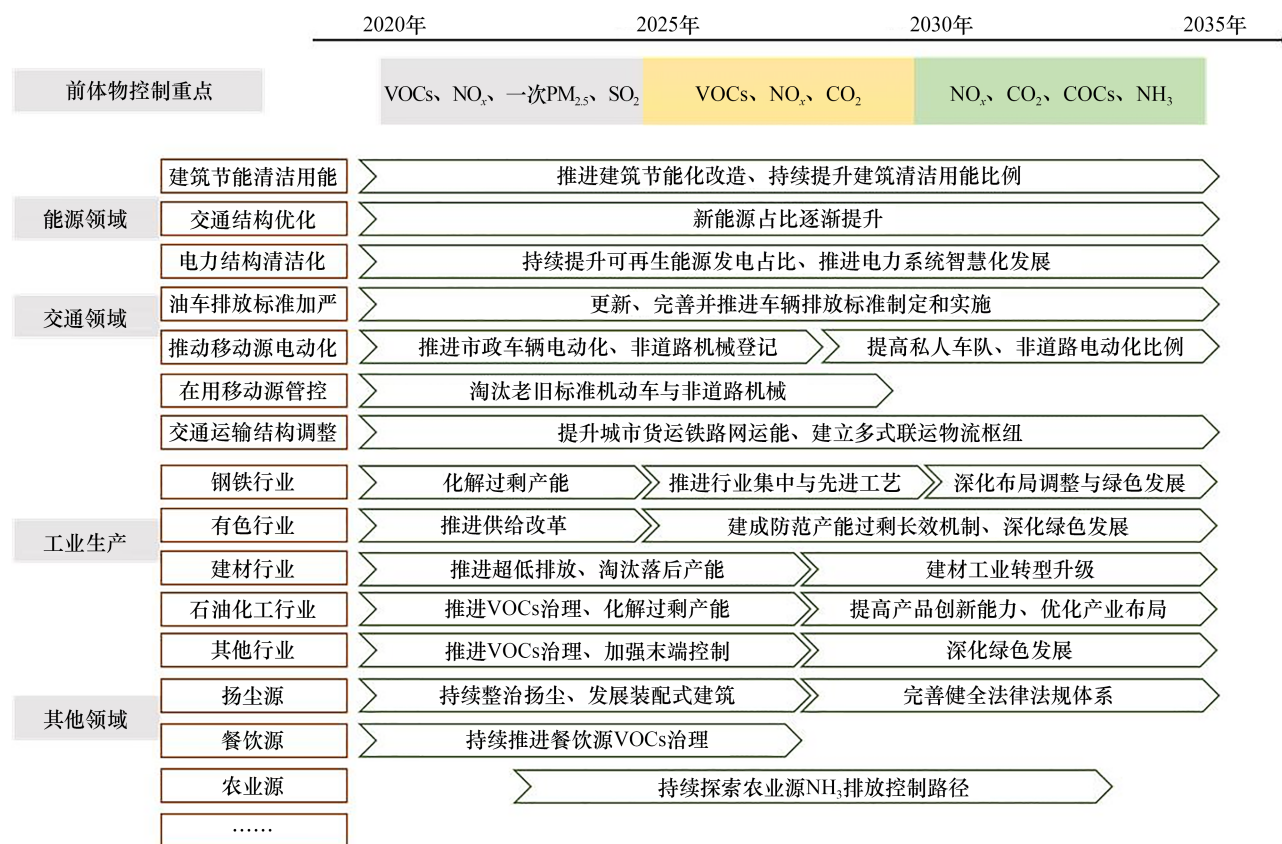 2020年 2025年 2030年 2035年
前体物控制重点 VOCs、NOx、一次PM2.5、SO2 VOCs、NOx、CO2 NOx、CO2、COCs、NH3
建筑节能清洁用能 推进建筑节能化改造、持续提升建筑清洁用能比例
能源领域 交通结构优化 新能源占比逐渐提升
电力结构清洁化 持续提升可再生能源发电占比、推进电力系统智慧化发展
油车排放标准加严 更新、完善并推进车辆排放标准制定和实施
交通领域
推动移动源电动化 推进市政车辆电动化、非道路机械登记 提高私人车队、非道路电动化比例
在用移动源管控 淘汰老旧标准机动车与非道路机械
交通运输结构调整 提升城市货运铁路网运能、建立多式联运物流枢纽
钢铁行业 化解过剩产能 推进行业集中与先进工艺 深化布局调整与绿色发展
有色行业 推进供给改革 建成防范产能过剩长效机制、深化绿色发展
工业生产
建材行业 推进超低排放、淘汰落后产能 建材工业转型升级
石油化工行业 推进VOCs治理、化解过剩产能 提高产品创新能力、优化产业布局
其他行业 推进VOCs治理、加强末端控制 深化绿色发展
扬尘源 持续整治扬尘、发展装配式建筑 完善健全法律法规体系
其他领域
餐饮源 持续推进餐饮源VOCs治理
农业源 持续探索农业源NH3排放控制路径
……